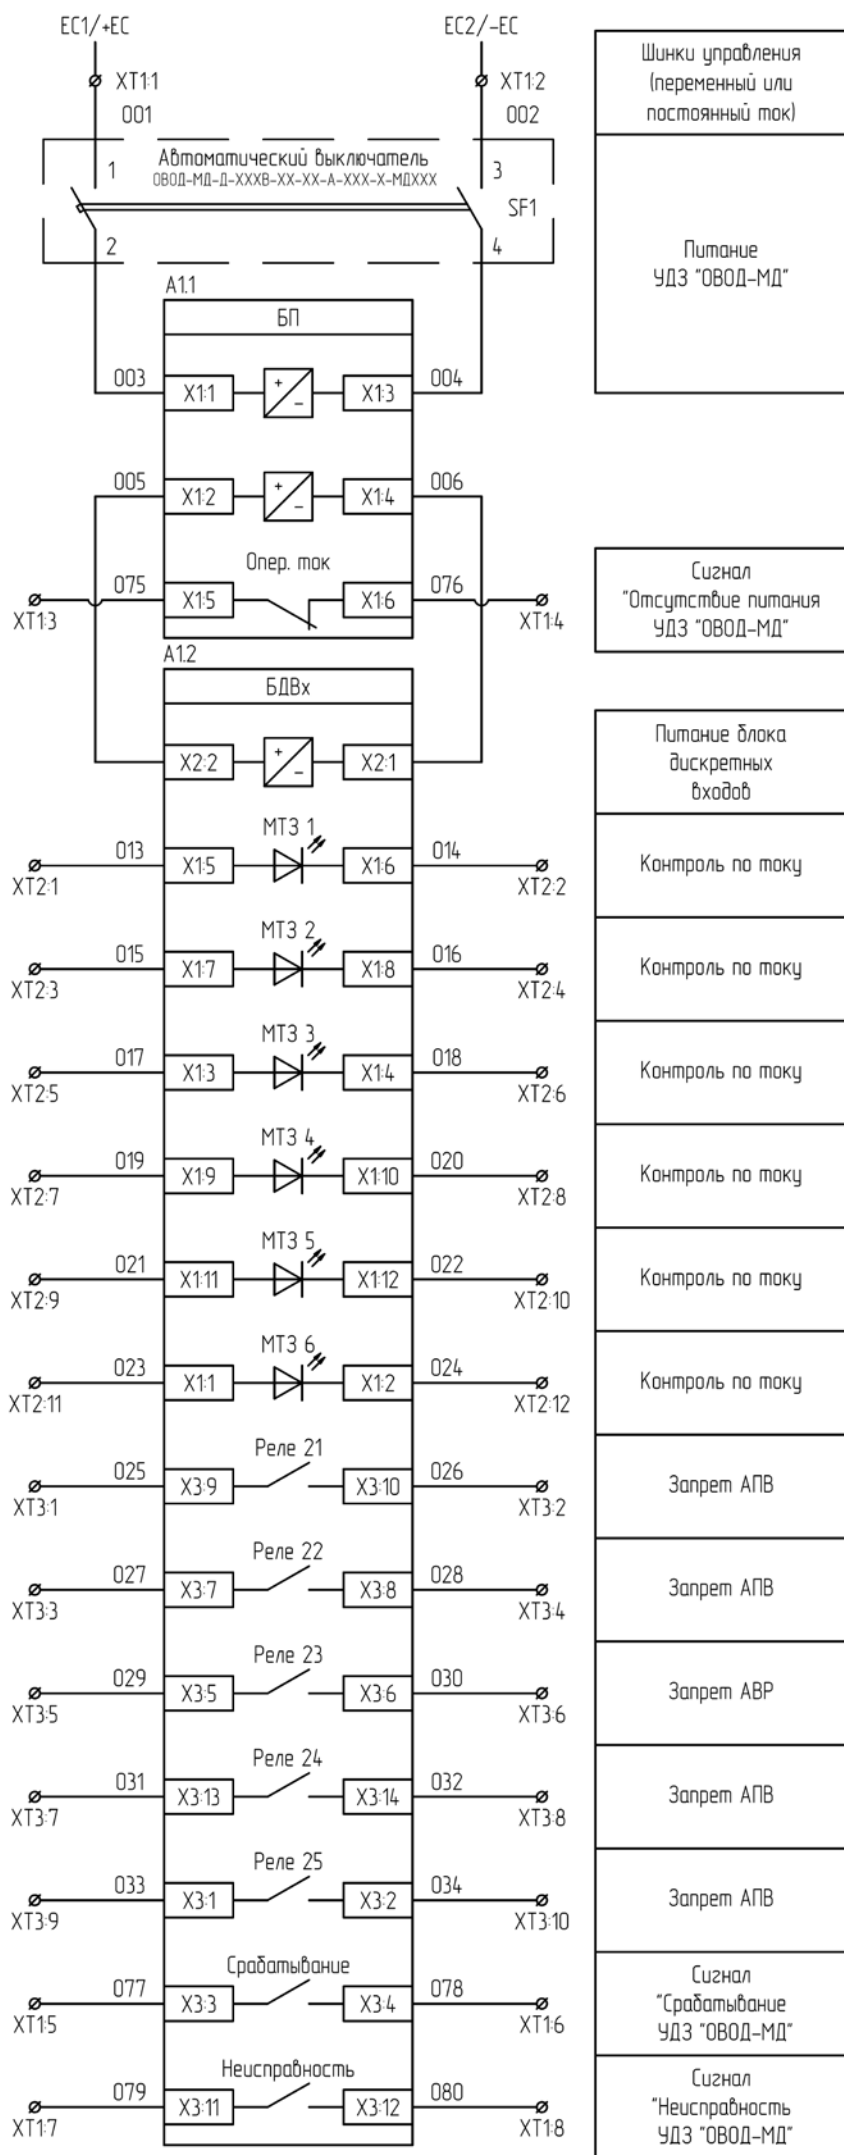 ЕС1/+ЕС
ЕС2/-ЕС
XT1:1
XT1:2
001
002
Шинки управления
(переменный или
постоянный ток)
Автоматический выключатель
ОВОД-МД-Д-XXXВ-XX-XX-А-XXX-X-МДXXX
1
3
SF1
2
4
Питание
УДЗ "ОВОД-МД"
А1.1
БП
003
X1:1
+
-
X1:3
004
005
X1:2
+
-
X1:4
006
Опер. ток
075
X1:5
X1:6
076
XT1:3
XT1:4
Сигнал
"Отсутствие питания
УДЗ "ОВОД-МД"
А1.2
БДВх
X2:2
+
-
X2:1
Питание блока
дискретных
входов
МТЗ 1
013
X1:5
X1:6
014
XT2:1
XT2:2
Контроль по току
МТЗ 2
015
X1:7
X1:8
016
XT2:3
XT2:4
Контроль по току
МТЗ 3
017
X1:3
X1:4
018
XT2:5
XT2:6
Контроль по току
МТЗ 4
019
X1:9
X1:10
020
XT2:7
XT2:8
Контроль по току
МТЗ 5
021
X1:11
X1:12
022
XT2:9
XT2:10
Контроль по току
МТЗ 6
023
X1:1
X1:2
024
XT2:11
XT2:12
Контроль по току
Реле 21
025
X3:9
X3:10
026
XT3:1
XT3:2
Запрет АПВ
Реле 22
027
X3:7
X3:8
028
XT3:3
XT3:4
Запрет АПВ
Реле 23
029
X3:5
X3:6
030
XT3:5
XT3:6
Запрет АВР
Реле 24
031
X3:13
X3:14
032
XT3:7
XT3:8
Запрет АПВ
Реле 25
033
X3:1
X3:2
034
XT3:9
XT3:10
Запрет АПВ
Срабатывание
077
X3:3
X3:4
078
XT1:5
XT1:6
Сигнал
"Срабатывание
УДЗ "ОВОД-МД"
Неисправность
079
X3:11
X3:12
080
XT1:7
XT1:8
Сигнал
"Неисправность
УДЗ "ОВОД-МД"